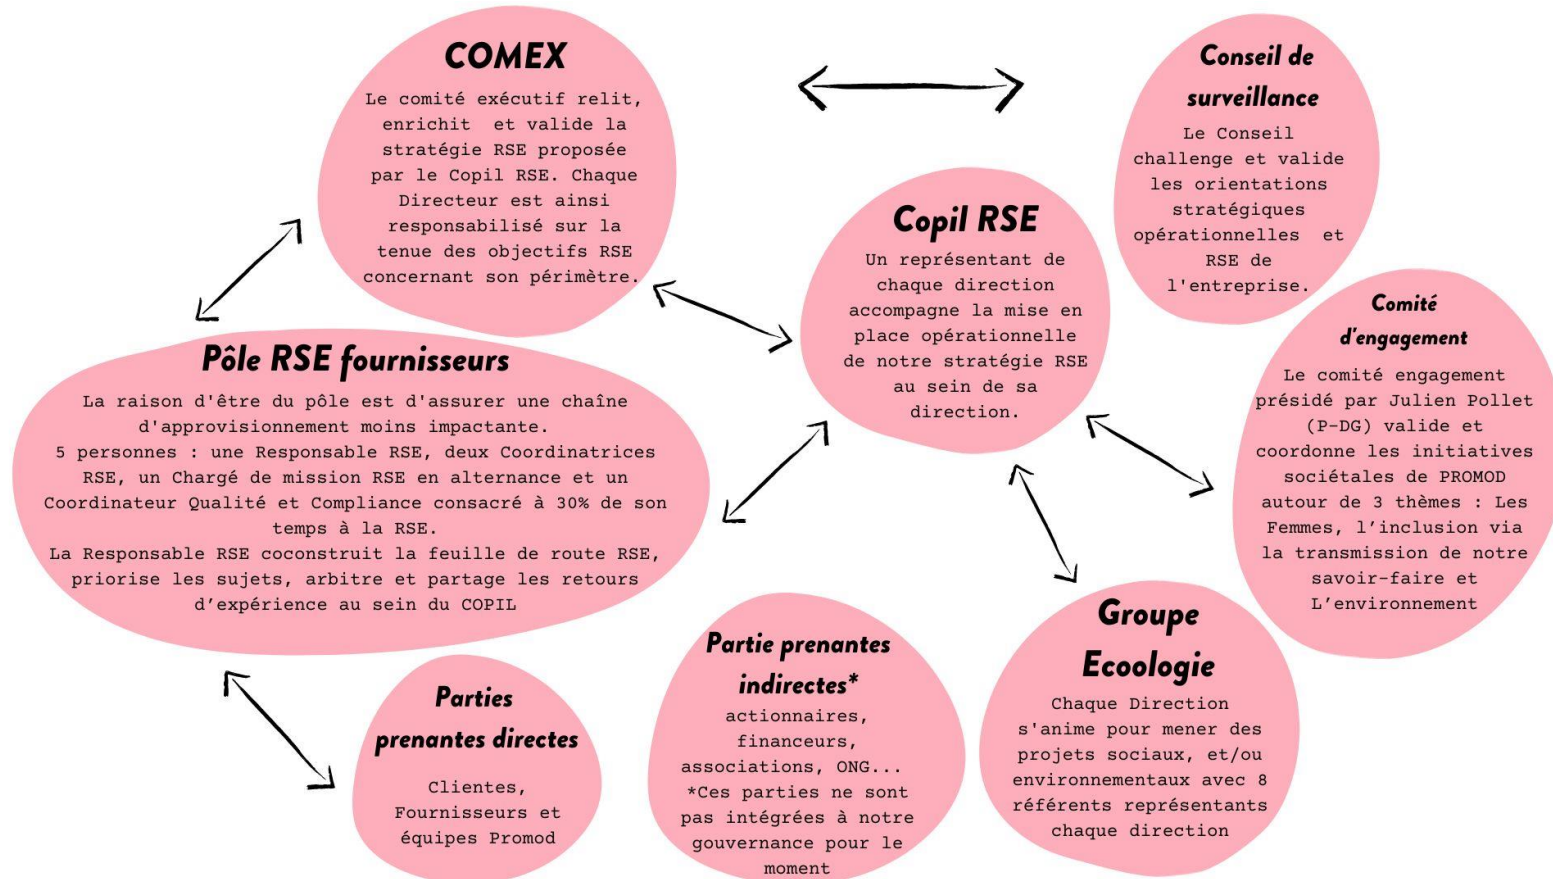 COMEX
Le comité exécutif relit,
enrichit et valide la
stratégie RSE proposée
par le Copil RSE. Chaque
Directeur est ainsi
responsabilisé sur la
tenue des objectifs RSE
concernant son périmètre.
Conseil de
surveillance
Le Conseil
challenge et valide
les orientations
stratégiques
opérationnelles et
RSE de
l'entreprise.
Copil RSE
Un représentant de
chaque direction
accompagne la mise en
place opérationnelle
de notre stratégie RSE
au sein de sa
direction.
Comité
d'engagement
Le comité engagement
présidé par Julien Pollet
(P-DG) valide et
coordonne les initiatives
sociétales de PROMOD
autour de 3 thèmes : Les
Femmes, l’inclusion via
la transmission de notre
savoir-faire et
L’environnement
Pôle RSE fournisseurs
La raison d'être du pôle est d'assurer une chaîne
d'approvisionnement moins impactante.
5 personnes : une Responsable RSE, deux Coordinatrices
RSE, un Chargé de mission RSE en alternance et un
Coordinateur Qualité et Compliance consacré à 30% de son
temps à la RSE.
La Responsable RSE coconstruit la feuille de route RSE,
priorise les sujets, arbitre et partage les retours
d’expérience au sein du COPIL
Parties
prenantes directes
Clientes,
Fournisseurs et
équipes Promod
Partie prenantes
indirectes*
actionnaires,
financeurs,
associations, ONG...
*Ces parties ne sont
pas intégrées à notre
gouvernance pour le
moment
Groupe
Ecoologie
Chaque Direction
s'anime pour mener des
projets sociaux, et/ou
environnementaux avec 8
référents représentants
chaque direction